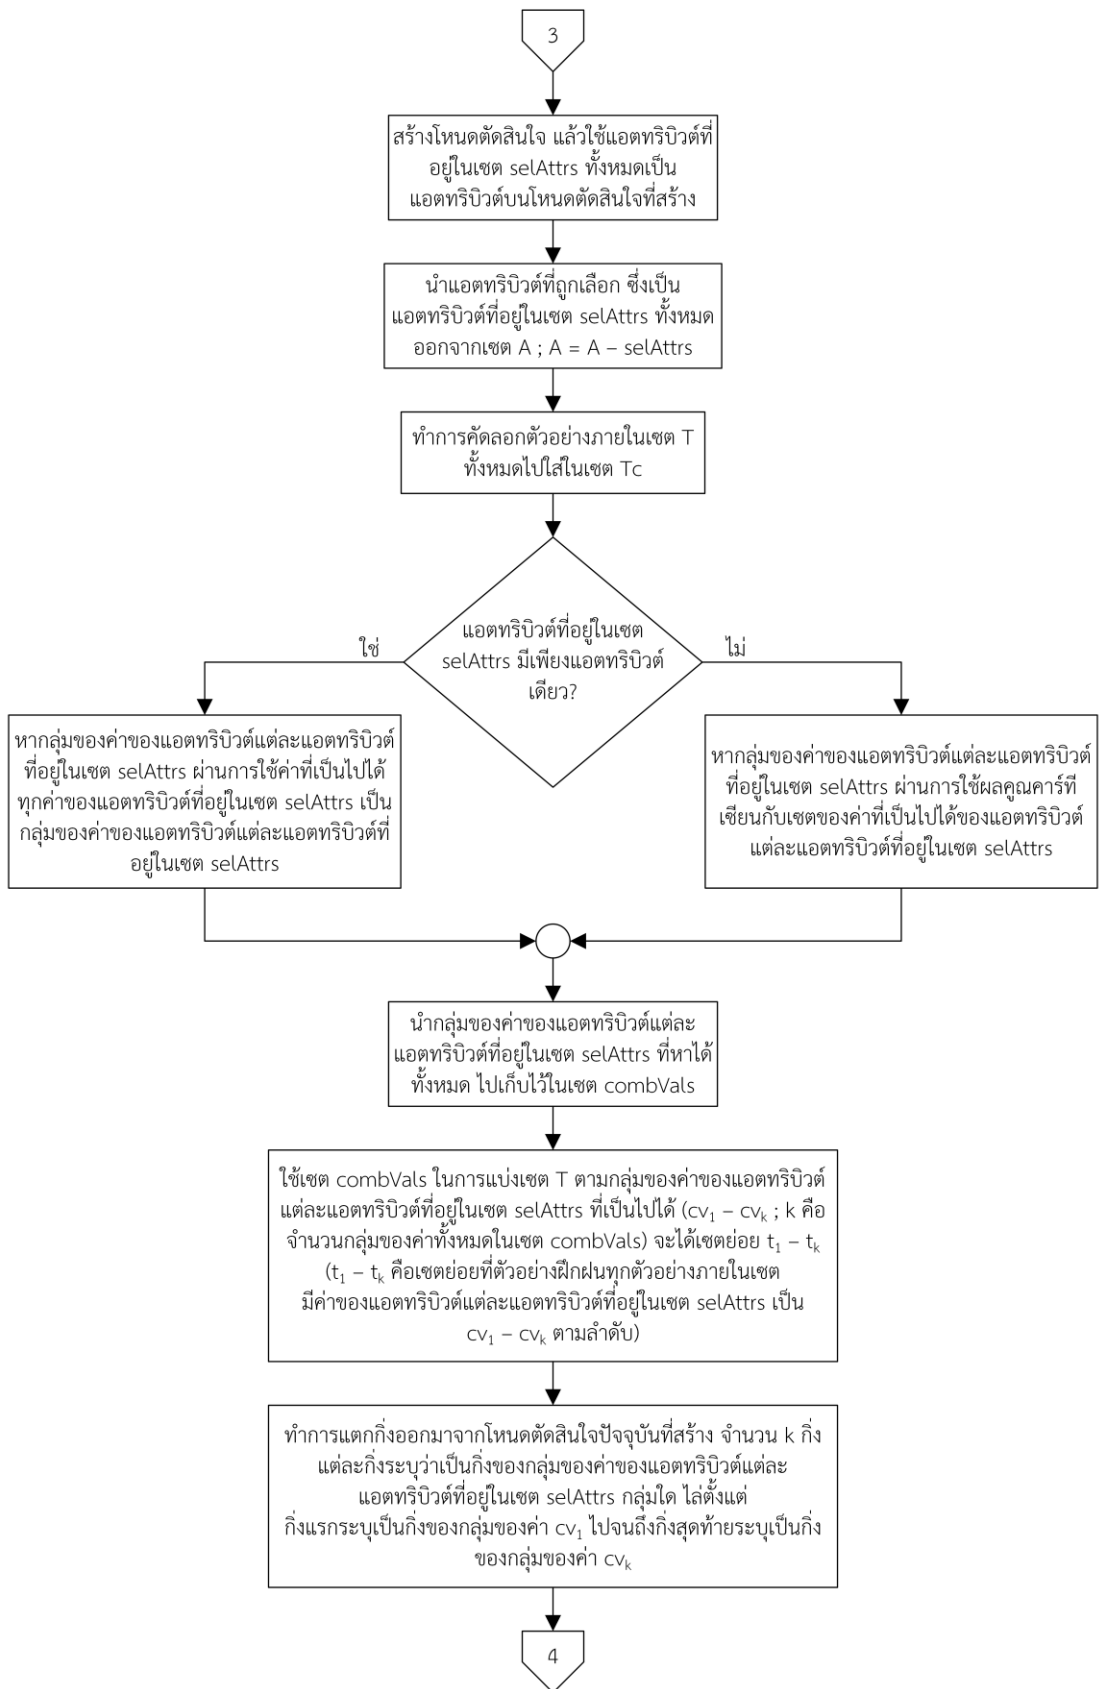 3
สร้างโหนดตัดสินใจ แล้วใช้แอตทริบิวต์ที่
อยู่ในเซต selAttrs ทั้งหมดเป็น
แอตทริบิวต์บนโหนดตัดสินใจที่สร้าง
นำแอตทริบิวต์ที่ถูกเลือก ซึ่งเป็น
แอตทริบิวต์ที่อยู่ในเซต selAttrs ทั้งหมด
ออกจากเซต A ; A = A – selAttrs
ทำการคัดลอกตัวอย่างภายในเซต T
ทั้งหมดไปใส่ในเซต Tc
แอตทริบิวต์ที่อยู่ในเซต
selAttrs มีเพียงแอตทริบิวต์
เดียว?
ใช่
ไม่
หากลุ่มของค่าของแอตทริบิวต์แต่ละแอตทริบิวต์
ที่อยู่ในเซต selAttrs ผ่านการใช้ค่าที่เป็นไปได้
ทุกค่าของแอตทริบิวต์ที่อยู่ในเซต selAttrs เป็น
กลุ่มของค่าของแอตทริบิวต์แต่ละแอตทริบิวต์ที่
อยู่ในเซต selAttrs
หากลุ่มของค่าของแอตทริบิวต์แต่ละแอตทริบิวต์
ที่อยู่ในเซต selAttrs ผ่านการใช้ผลคูณคาร์ที
เซียนกับเซตของค่าที่เป็นไปได้ของแอตทริบิวต์
แต่ละแอตทริบิวต์ที่อยู่ในเซต selAttrs
นำกลุ่มของค่าของแอตทริบิวต์แต่ละ
แอตทริบิวต์ที่อยู่ในเซต selAttrs ที่หาได้
ทั้งหมด ไปเก็บไว้ในเซต combVals
ใช้เซต combVals ในการแบ่งเซต T ตามกลุ่มของค่าของแอตทริบิวต์
แต่ละแอตทริบิวต์ที่อยู่ในเซต selAttrs ที่เป็นไปได้ (cv₁ – cvₖ ; k คือ
จำนวนกลุ่มของค่าทั้งหมดในเซต combVals) จะได้เซตย่อย t₁ – tₖ
(t₁ – tₖ คือเซตย่อยที่ตัวอย่างฝึกฝนทุกตัวอย่างภายในเซต
มีค่าของแอตทริบิวต์แต่ละแอตทริบิวต์ที่อยู่ในเซต selAttrs เป็น
cv₁ – cvₖ ตามลำดับ)
ทำการแตกกิ่งออกมาจากโหนดตัดสินใจปัจจุบันที่สร้าง จำนวน k กิ่ง
แต่ละกิ่งระบุว่าเป็นกิ่งของกลุ่มของค่าของแอตทริบิวต์แต่ละ
แอตทริบิวต์ที่อยู่ในเซต selAttrs กลุ่มใด ไล่ตั้งแต่
กิ่งแรกระบุเป็นกิ่งของกลุ่มของค่า cv₁ ไปจนถึงกิ่งสุดท้ายระบุเป็นกิ่ง
ของกลุ่มของค่า cvₖ
4